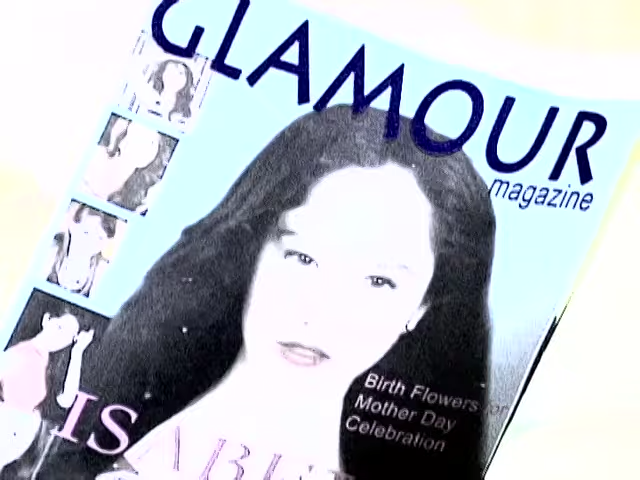 GLAMOUR
magazine
Birth Flowers for
Mother Day
Celebration